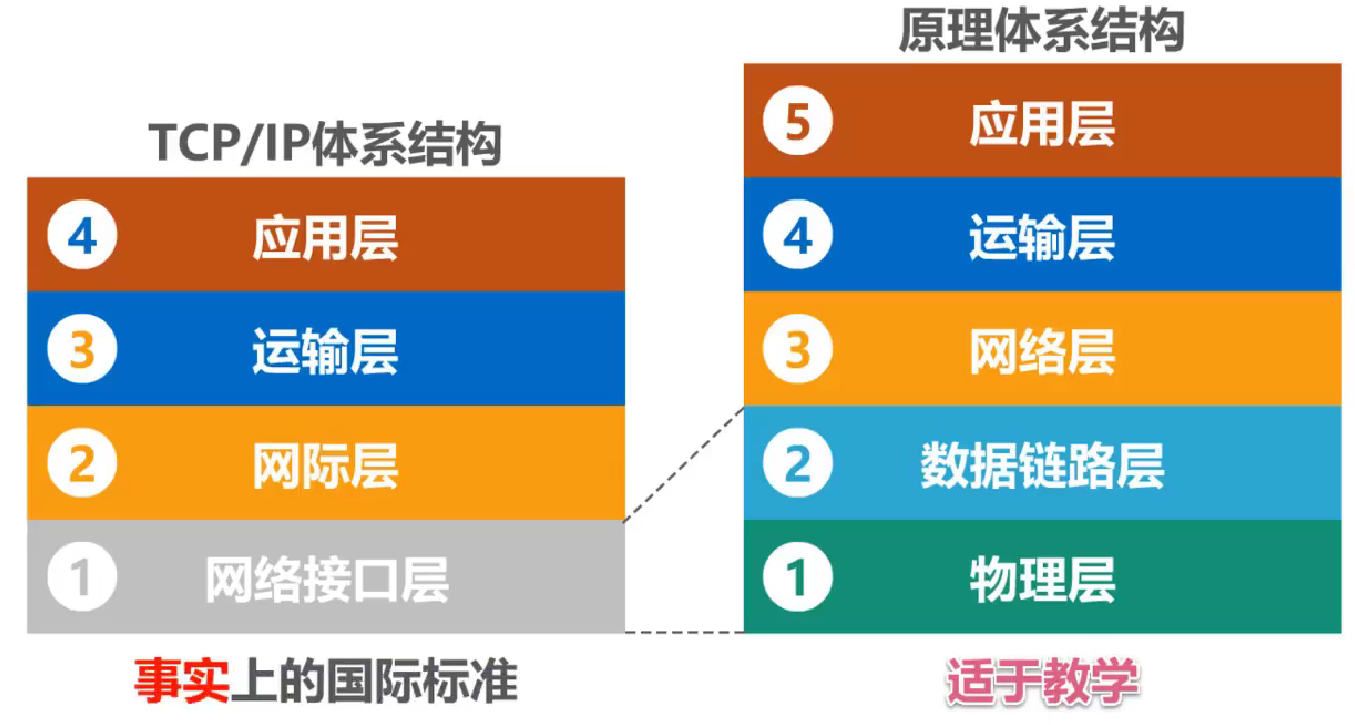 TCP/IP体系结构
4 应用层
3 运输层
2 网际层
1 网络接口层
事实上的国际标准
原理体系结构
5 应用层
4 运输层
3 网络层
2 数据链路层
1 物理层
适于教学